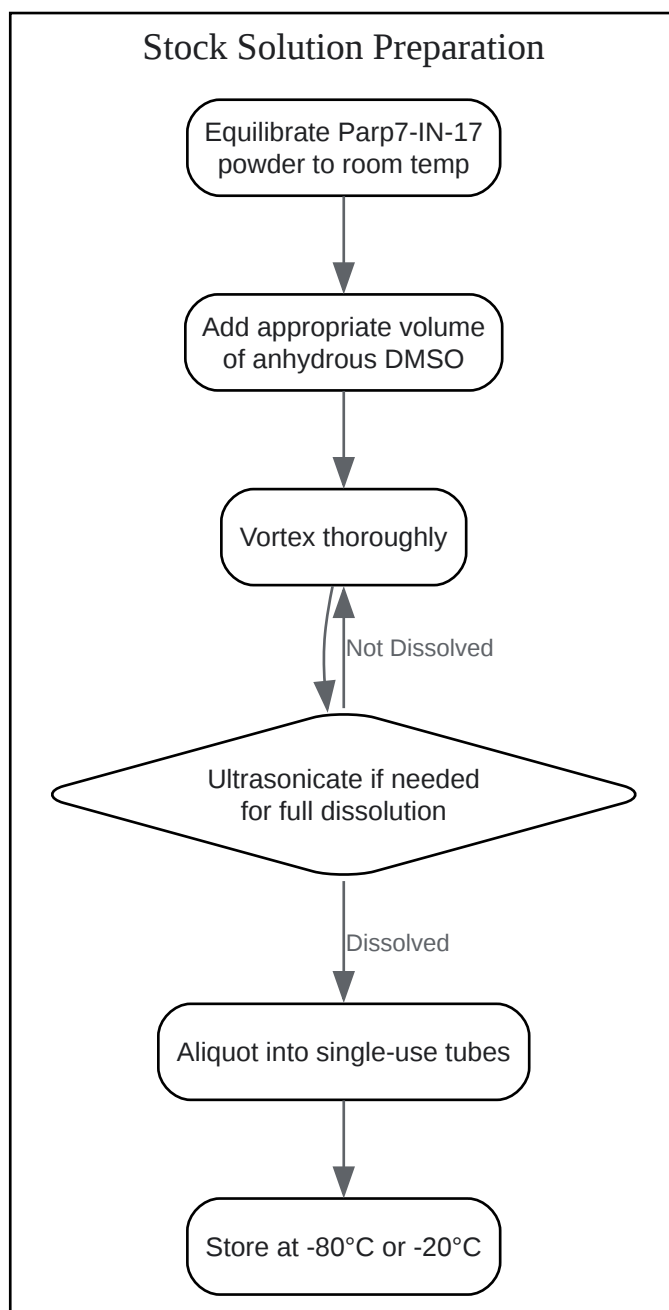 Stock Solution Preparation
Equilibrate Parp7-IN-17
powder to room temp
Add appropriate volume
of anhydrous DMSO
Vortex thoroughly
Not Dissolved
Ultrasonicate if needed
for full dissolution
Dissolved
Aliquot into single-use tubes
Store at -80°C or -20°C